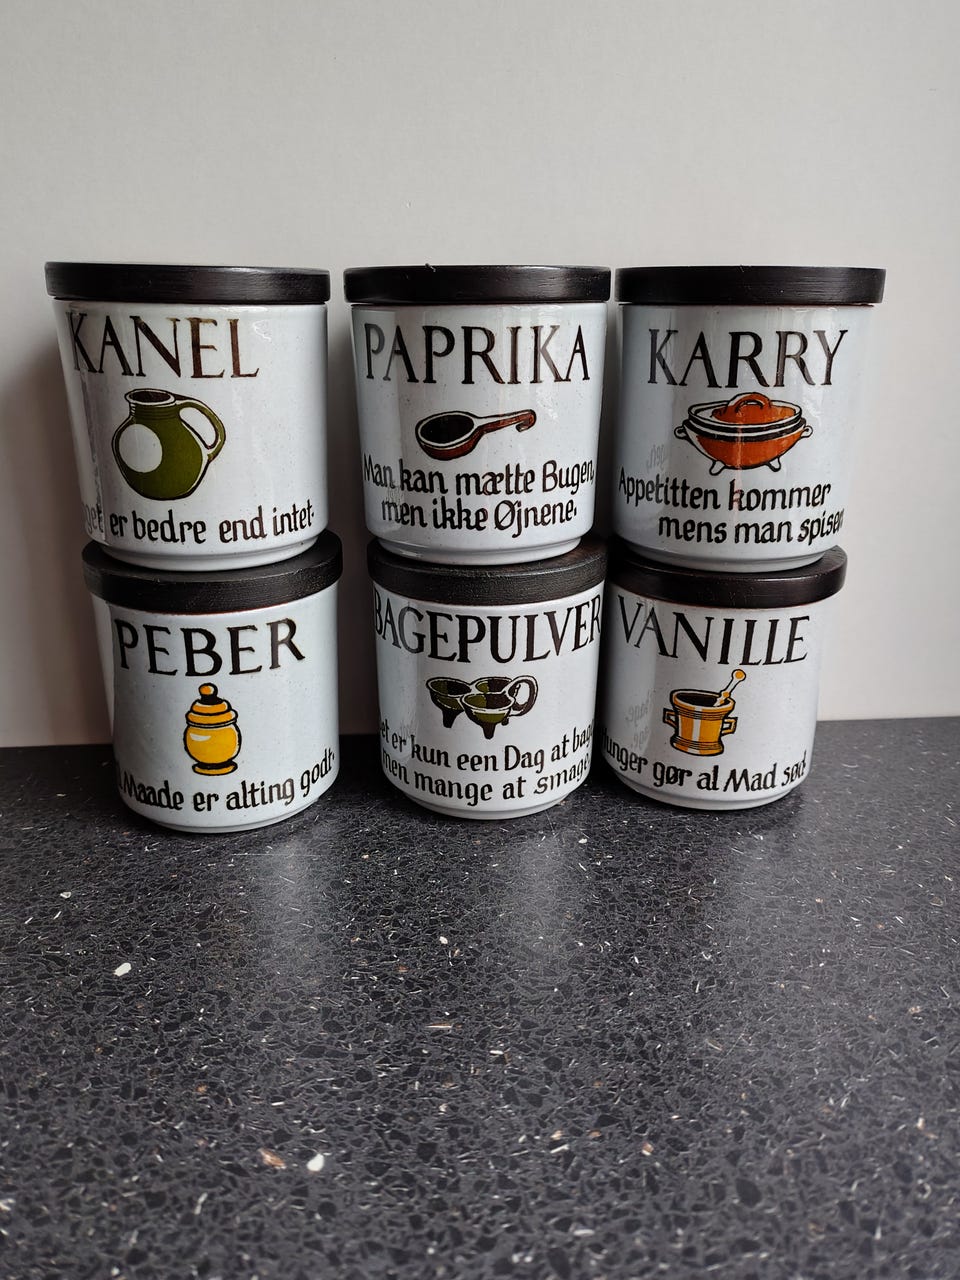 KANEL
er bedre end intet.
PAPRIKA
Man kan mætte Bugen,
men ikke Øjnene.
KARRY
Appetitten kommer
mens man spiser
PEBER
Maade er alting godt.
BAGEPULVER
er kun een Dag at bage
men mange at smage.
VANILLE
Hunger gør al Mad sød.